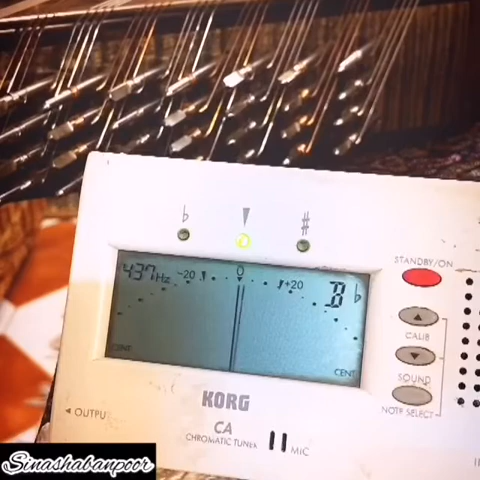 ♭ ♯
437Hz -20 0 +20 B♭
CENT CENT
STANDBY/ON
CALIB
SOUND
NOTE SELECT
KORG
CA
CHROMATIC TUNER
MIC
◄ OUTPUT
Sinashabanpoor